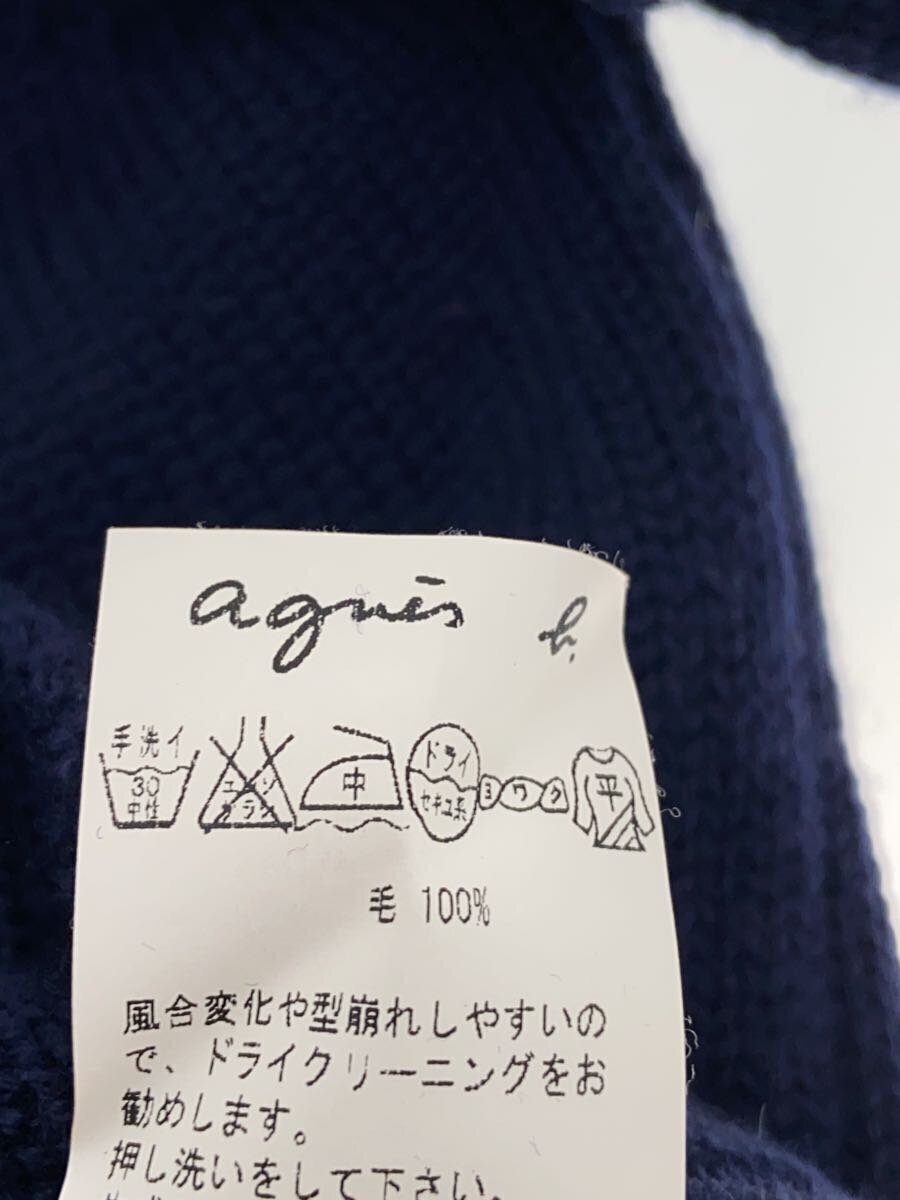 agnès b.
手洗イ
30
中性
エンソ
サラシ
中
ドライ
セキユ系
ヨワク
平
毛 100%
風合変化や型崩れしやすいの
で、ドライクリーニングをお
勧めします。
押し洗いをして下さい。